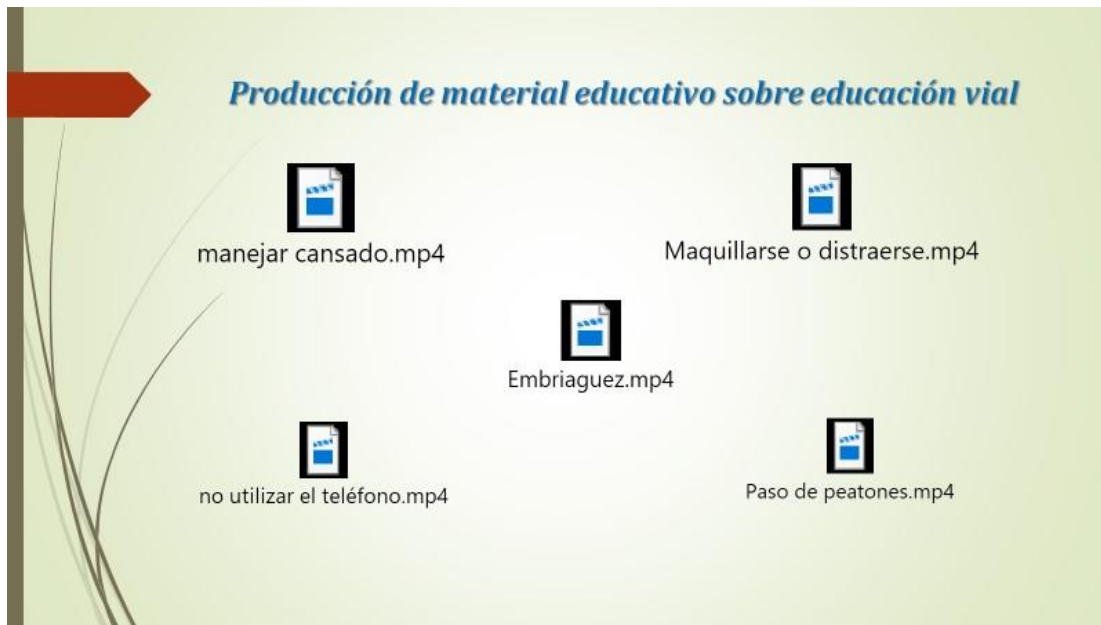 Producción de material educativo sobre educación vial
manejar cansado.mp4
Maquillarse o distraerse.mp4
Embriaguez.mp4
no utilizar el teléfono.mp4
Paso de peatones.mp4